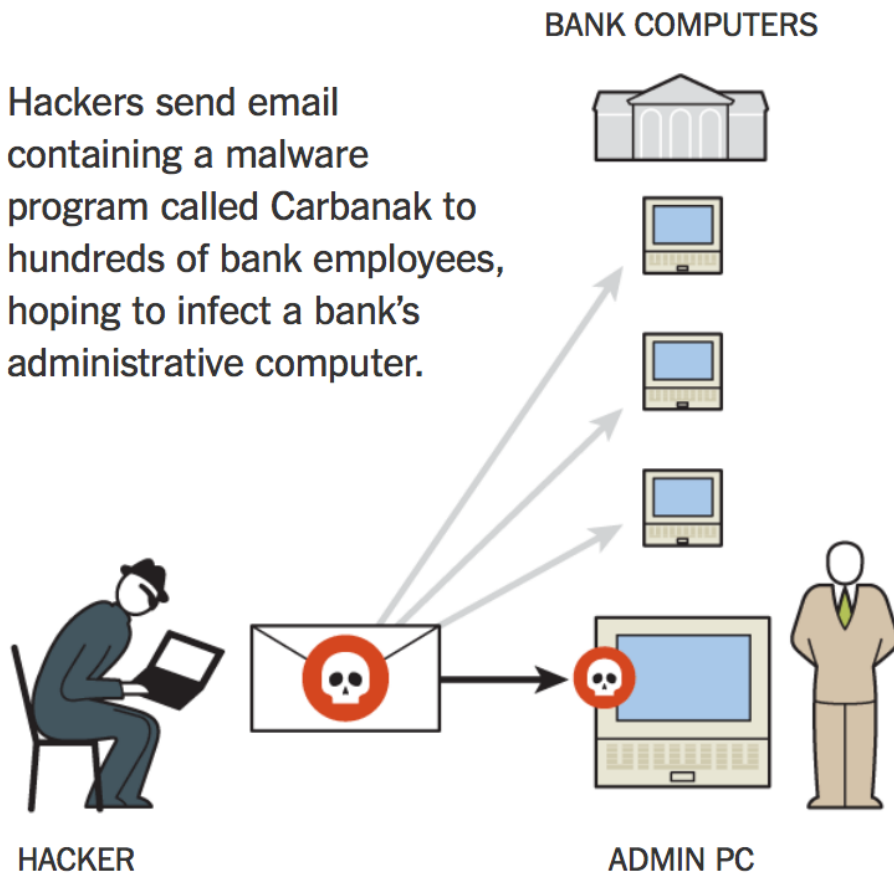 BANK COMPUTERS
Hackers send email
containing a malware
program called Carbanak to
hundreds of bank employees,
hoping to infect a bank’s
administrative computer.
HACKER
ADMIN PC